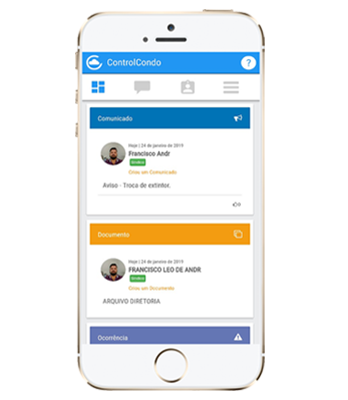 ControlCondo
?
Comunicado
Hoje | 24 de janeiro de 2019
Francisco Andr
Síndico
Criou um Comunicado
Aviso - Troca de extintor.
0
Documento
Hoje | 24 de janeiro de 2019
FRANCISCO LEO DE ANDR
Síndico
Criou um Documento
ARQUIVO DIRETORIA
Ocorrência